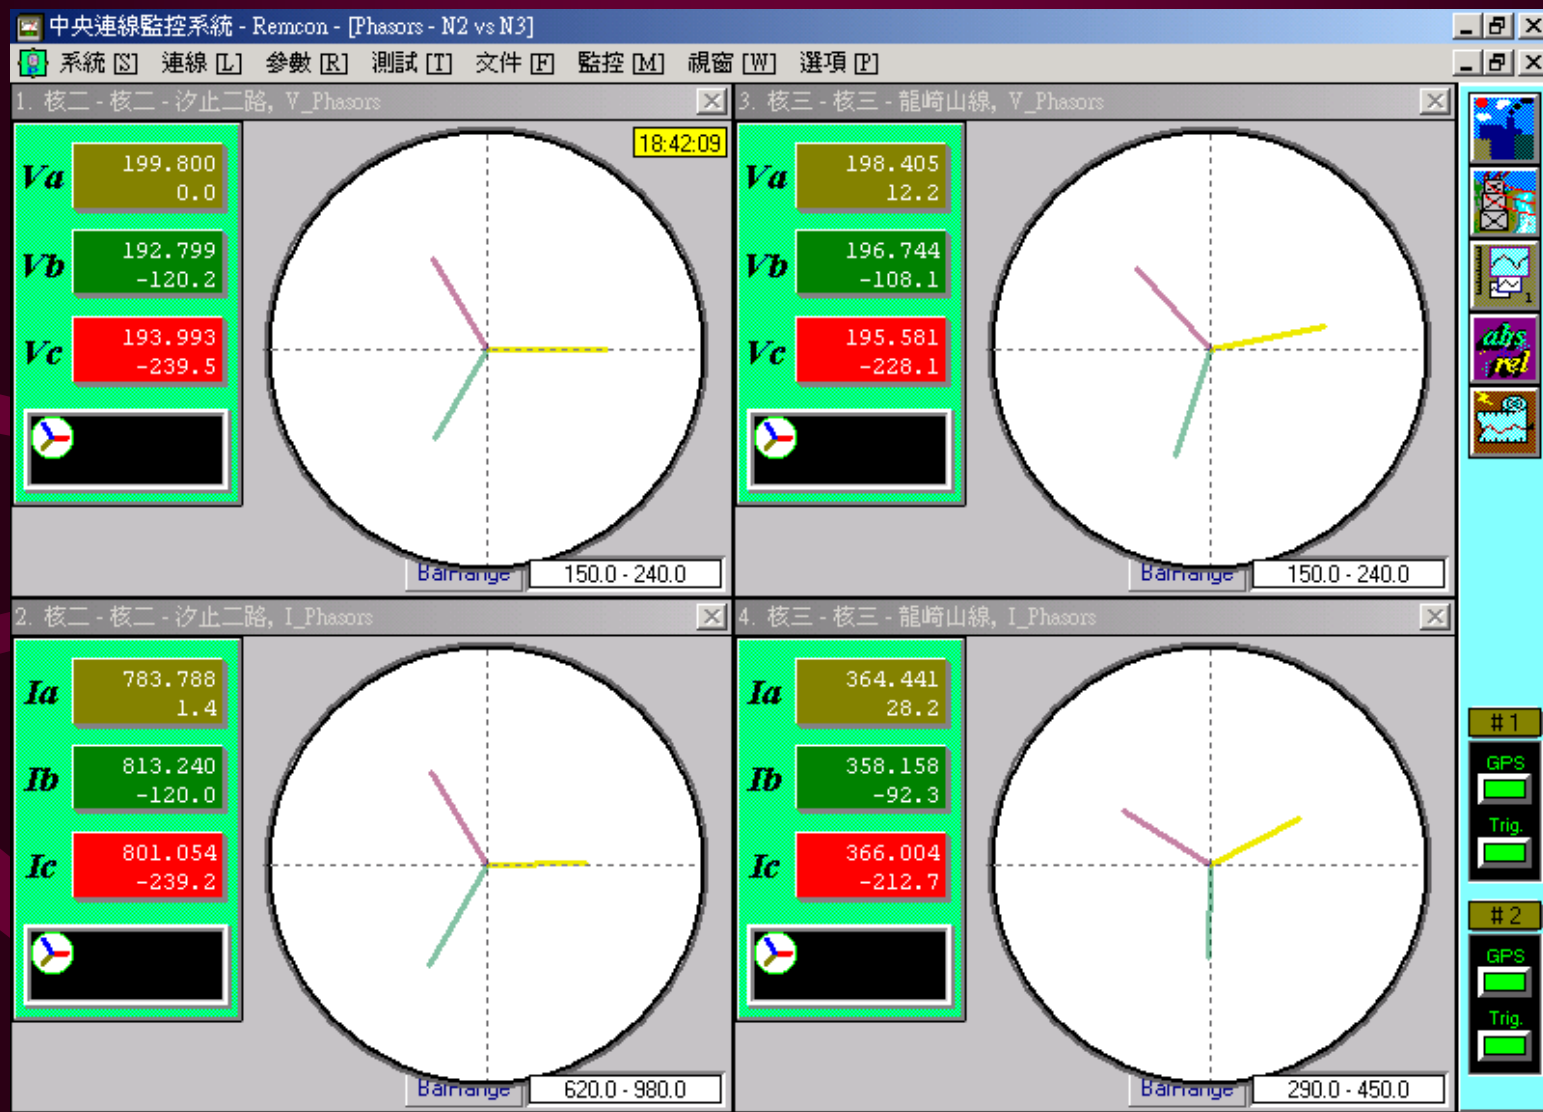 中央連線監控系統 - Remcon - [Phasors - N2 vs N3]
系統 [S] 連線 [L] 參數 [R] 測試 [T] 文件 [F] 監控 [M] 視窗 [W] 選項 [P]
1. 核二 - 核二 - 汐止二路, V_Phasors
18:42:09
Va 199.800
0.0
Vb 192.799
-120.2
Vc 193.993
-239.5
BarRange 150.0 - 240.0
3. 核三 - 核三 - 龍崎山線, V_Phasors
Va 198.405
12.2
Vb 196.744
-108.1
Vc 195.581
-228.1
BarRange 150.0 - 240.0
2. 核二 - 核二 - 汐止二路, I_Phasors
Ia 783.788
1.4
Ib 813.240
-120.0
Ic 801.054
-239.2
BarRange 620.0 - 980.0
4. 核三 - 核三 - 龍崎山線, I_Phasors
Ia 364.441
28.2
Ib 358.158
-92.3
Ic 366.004
-212.7
BarRange 290.0 - 450.0
1
abs
rel
#1
GPS
Trig.
#2
GPS
Trig.